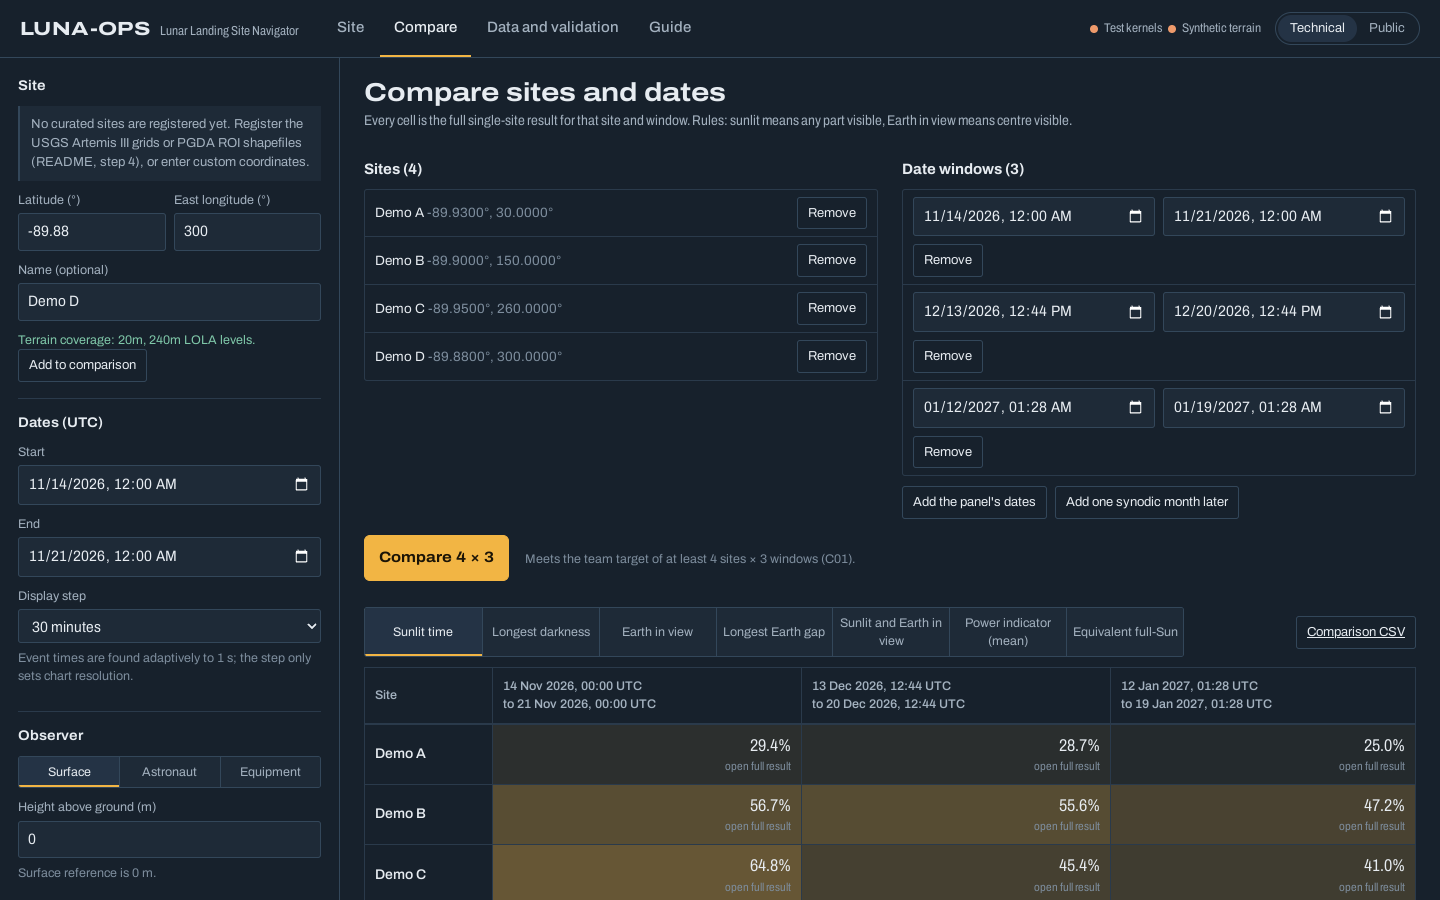 LUNA-OPS Lunar Landing Site Navigator
Site
Compare
Data and validation
Guide
Test kernels
Synthetic terrain
Technical
Public
Site
No curated sites are registered yet. Register the
USGS Artemis III grids or PGDA ROI shapefiles
(README, step 4), or enter custom coordinates.
Latitude (°)
East longitude (°)
-89.88
300
Name (optional)
Demo D
Terrain coverage: 20m, 240m LOLA levels.
Add to comparison
Dates (UTC)
Start
11/14/2026, 12:00 AM
End
11/21/2026, 12:00 AM
Display step
30 minutes
Event times are found adaptively to 1 s; the step only
sets chart resolution.
Observer
Surface
Astronaut
Equipment
Height above ground (m)
0
Surface reference is 0 m.
Compare sites and dates
Every cell is the full single-site result for that site and window. Rules: sunlit means any part visible, Earth in view means centre visible.
Sites (4)
Demo A -89.9300°, 30.0000°
Remove
Demo B -89.9000°, 150.0000°
Remove
Demo C -89.9500°, 260.0000°
Remove
Demo D -89.8800°, 300.0000°
Remove
Date windows (3)
11/14/2026, 12:00 AM
11/21/2026, 12:00 AM
Remove
12/13/2026, 12:44 PM
12/20/2026, 12:44 PM
Remove
01/12/2027, 01:28 AM
01/19/2027, 01:28 AM
Remove
Add the panel's dates
Add one synodic month later
Compare 4 × 3
Meets the team target of at least 4 sites × 3 windows (C01).
Sunlit time
Longest darkness
Earth in view
Longest Earth gap
Sunlit and Earth in
view
Power indicator
(mean)
Equivalent full-Sun
Comparison CSV
Site
14 Nov 2026, 00:00 UTC
to 21 Nov 2026, 00:00 UTC
13 Dec 2026, 12:44 UTC
to 20 Dec 2026, 12:44 UTC
12 Jan 2027, 01:28 UTC
to 19 Jan 2027, 01:28 UTC
Demo A
29.4%
open full result
28.7%
open full result
25.0%
open full result
Demo B
56.7%
open full result
55.6%
open full result
47.2%
open full result
Demo C
64.8%
open full result
45.4%
open full result
41.0%
open full result